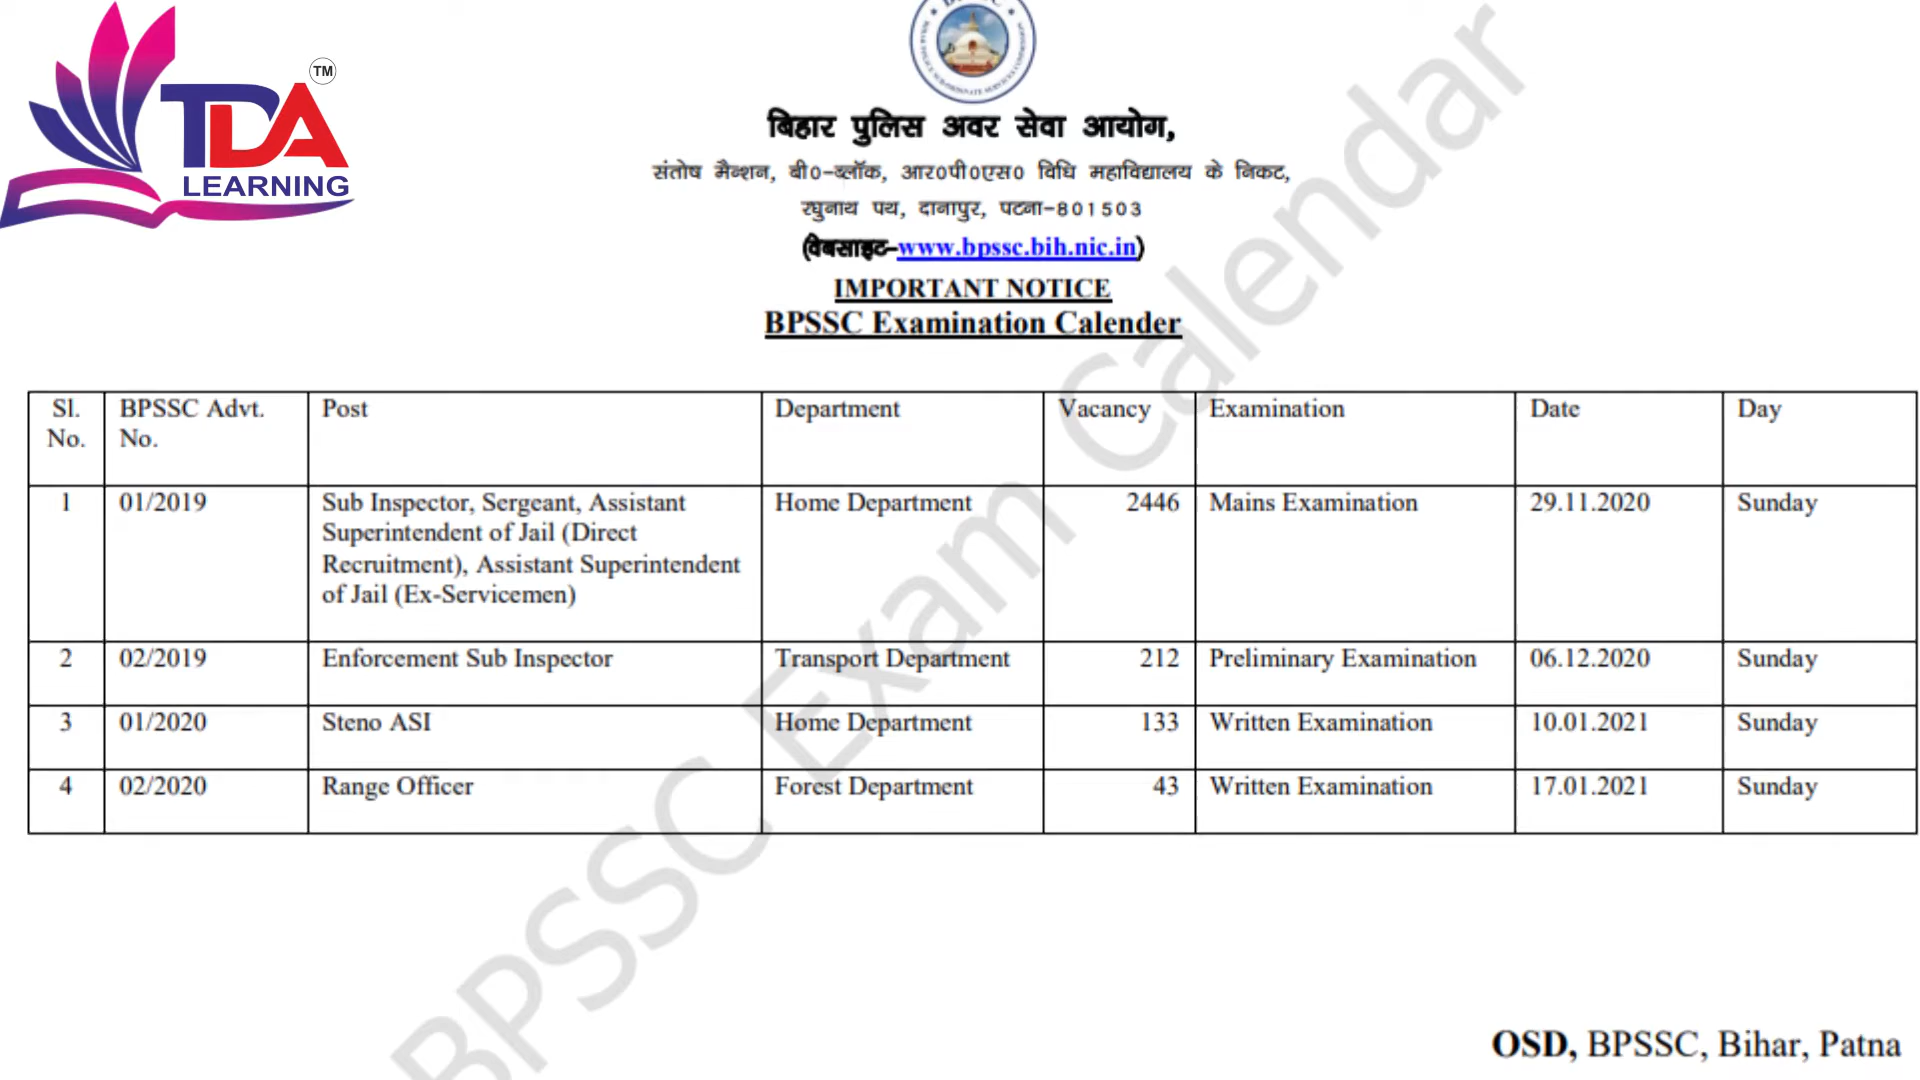 TDA
TM
LEARNING
बिहार पुलिस अवर सेवा आयोग,
संतोष मैन्शन, बी०-ब्लॉक, आर०पी०एस० विधि महाविद्यालय के निकट,
रघुनाथ पथ, दानापुर, पटना-801503
(वेबसाइट-www.bpssc.bih.nic.in)
IMPORTANT NOTICE
BPSSC Examination Calender
Sl. No. BPSSC Advt. No. Post Department Vacancy Examination Date Day
1 01/2019 Sub Inspector, Sergeant, Assistant Home Department 2446 Mains Examination 29.11.2020 Sunday
Superintendent of Jail (Direct
Recruitment), Assistant Superintendent
of Jail (Ex-Servicemen)
2 02/2019 Enforcement Sub Inspector Transport Department 212 Preliminary Examination 06.12.2020 Sunday
3 01/2020 Steno ASI Home Department 133 Written Examination 10.01.2021 Sunday
4 02/2020 Range Officer Forest Department 43 Written Examination 17.01.2021 Sunday
BPSSC Exam Calendar
OSD, BPSSC, Bihar, Patna